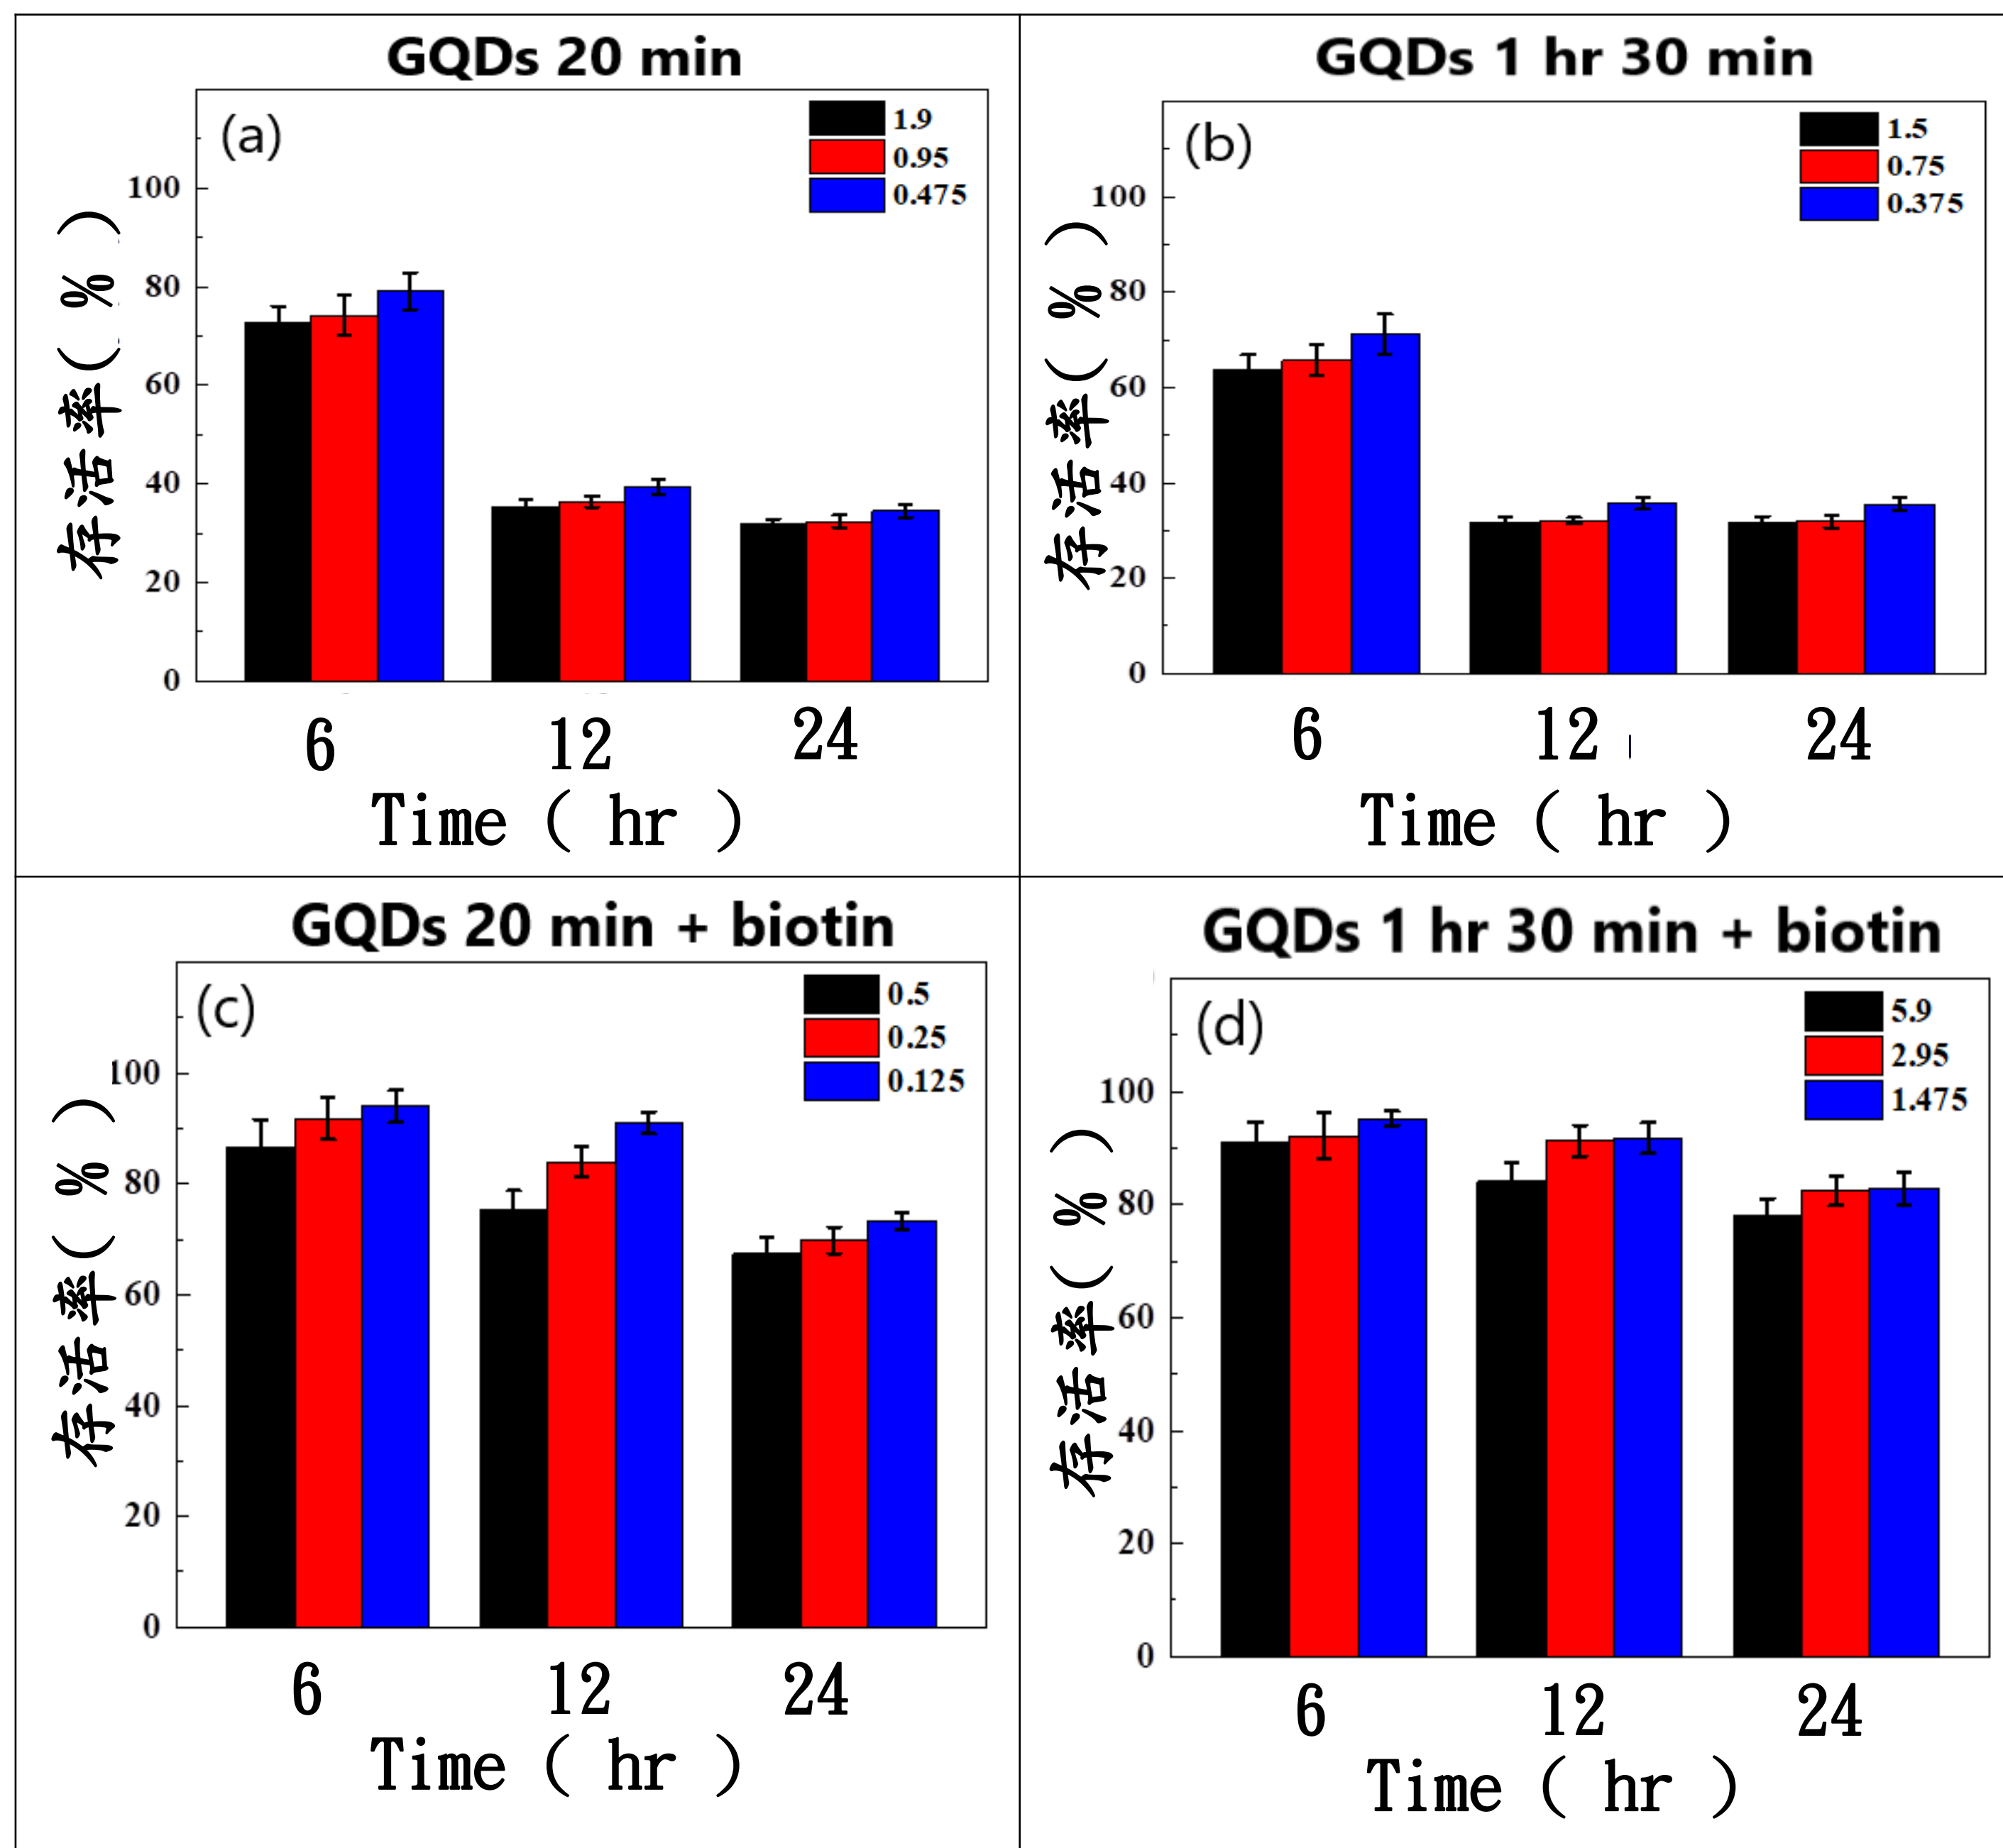 GQDs 20 min
(a)
1.9
0.95
0.475
100
80
60
40
20
0
存活率( % )
6 12 24
Time ( hr )
GQDs 1 hr 30 min
(b)
1.5
0.75
0.375
100
80
60
40
20
0
存活率( % )
6 12 24
Time ( hr )
GQDs 20 min + biotin
(c)
0.5
0.25
0.125
100
80
60
40
20
0
存活率( % )
6 12 24
Time ( hr )
GQDs 1 hr 30 min + biotin
(d)
5.9
2.95
1.475
100
80
60
40
20
0
存活率( % )
6 12 24
Time ( hr )